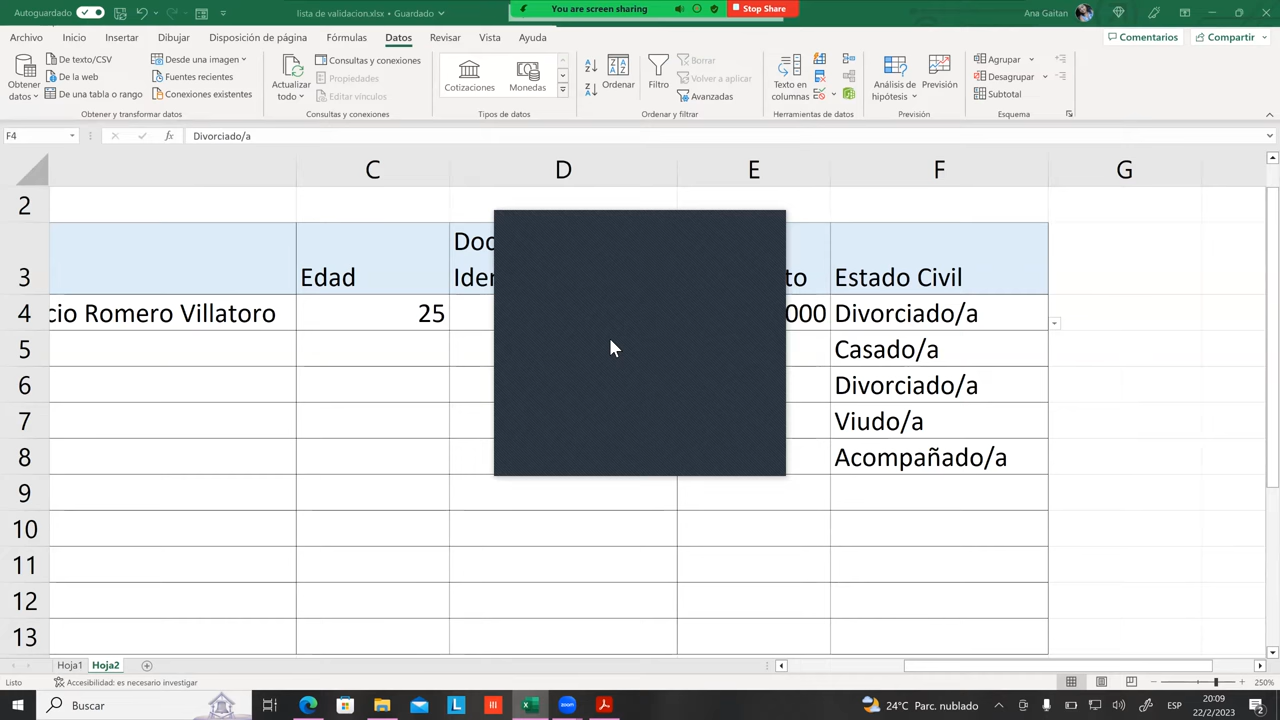 Autoguardado
lista de validacion.xlsx • Guardado
You are screen sharing
Stop Share
Ana Gaitan
Archivo Inicio Insertar Dibujar Disposición de página Fórmulas Datos Revisar Vista Ayuda
Comentarios Compartir
Obtener datos
De texto/CSV
De la web
De una tabla o rango
Desde una imagen
Fuentes recientes
Conexiones existentes
Obtener y transformar datos
Actualizar todo
Consultas y conexiones
Propiedades
Editar vínculos
Consultas y conexiones
Cotizaciones Monedas
Tipos de datos
Ordenar
Filtro
Borrar
Volver a aplicar
Avanzadas
Ordenar y filtrar
Texto en columnas
Herramientas de datos
Análisis de hipótesis
Previsión
Previsión
Agrupar
Desagrupar
Subtotal
Esquema
F4 fx Divorciado/a
C D E F G
2
3 Edad Estado Civil
4 cio Romero Villatoro 25 000 Divorciado/a
5 Casado/a
6 Divorciado/a
7 Viudo/a
8 Acompañado/a
9
10
11
12
13
Hoja1 Hoja2
Listo Accesibilidad: es necesario investigar 250%
Buscar
24°C Parc. nublado
ESP
20:09
22/2/2023
2